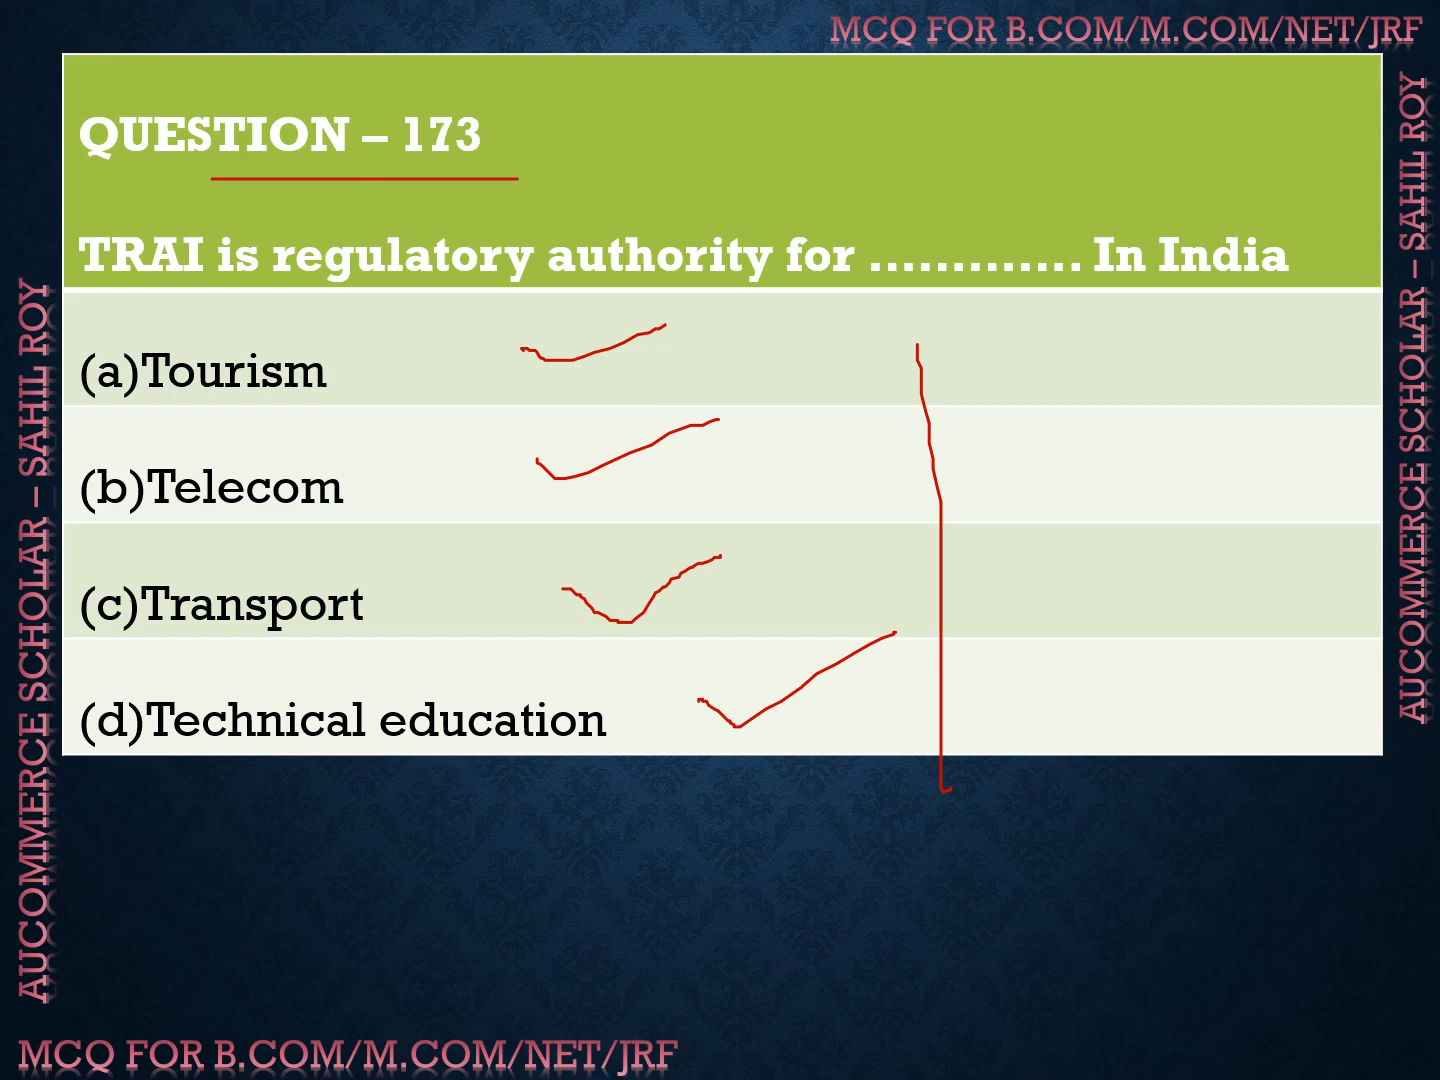 MCQ FOR B.COM/M.COM/NET/JRF
QUESTION – 173
TRAI is regulatory authority for ............. In India
(a)Tourism
(b)Telecom
(c)Transport
(d)Technical education
AUCOMMERCE SCHOLAR – SAHIL ROY
AUCOMMERCE SCHOLAR – SAHIL ROY
MCQ FOR B.COM/M.COM/NET/JRF